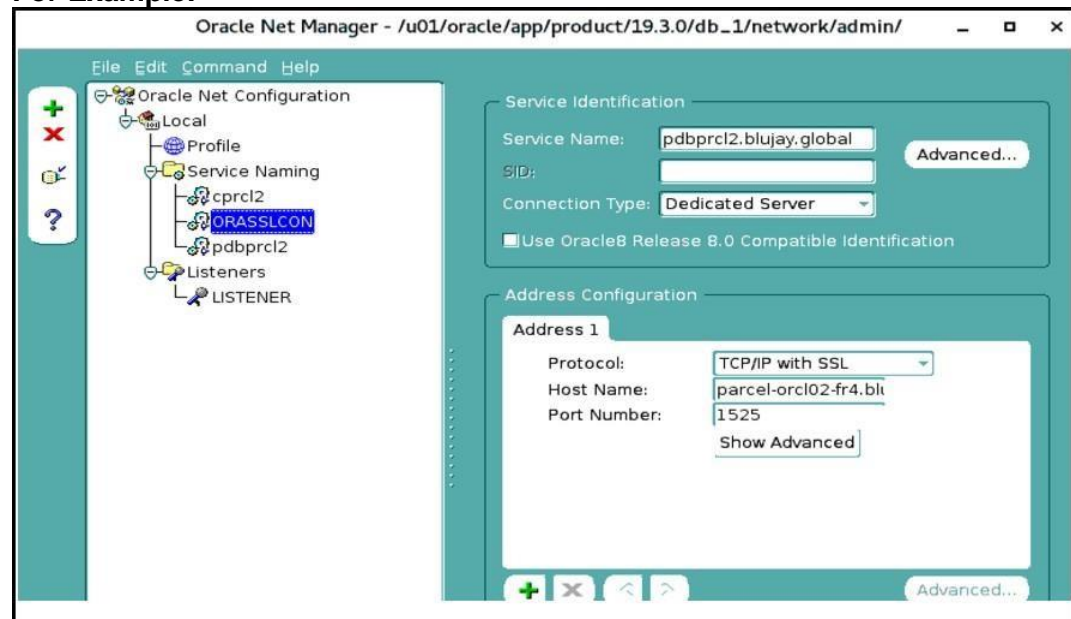 Oracle Net Manager - /u01/oracle/app/product/19.3.0/db_1/network/admin/
File Edit Command Help
Oracle Net Configuration
Local
Profile
Service Naming
cprcl2
ORASSLCON
pdbprcl2
Listeners
LISTENER
Service Identification
Service Name: pdbprcl2.blujay.global
SID:
Advanced...
Connection Type: Dedicated Server
Use Oracle8 Release 8.0 Compatible Identification
Address Configuration
Address 1
Protocol: TCP/IP with SSL
Host Name: parcel-orcl02-fr4.blu
Port Number: 1525
Show Advanced
Advanced...